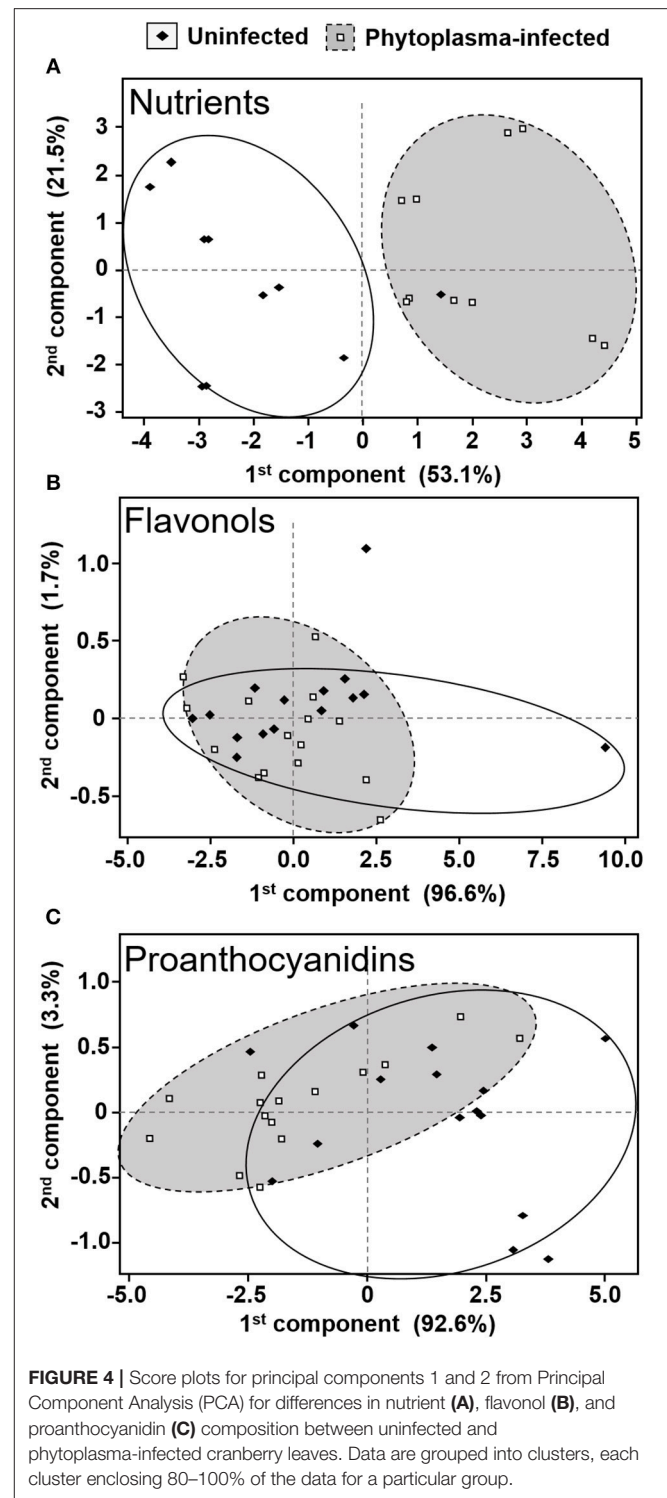 Uninfected Phytoplasma-infected
A
Nutrients
3
2
1
0
-1
-2
-3
2nd component (21.5%)
-4 -3 -2 -1 0 1 2 3 4 5
1st component (53.1%)
B
Flavonols
1.0
0.5
0
-0.5
2nd component (1.7%)
-5.0 -2.5 0.0 2.5 5.0 7.5 10.0
1st component (96.6%)
C
Proanthocyanidins
1.0
0.5
0
-0.5
-1.0
2nd component (3.3%)
-5.0 -2.5 0 2.5 5.0
1st component (92.6%)
FIGURE 4 | Score plots for principal components 1 and 2 from Principal
Component Analysis (PCA) for differences in nutrient (A), flavonol (B), and
proanthocyanidin (C) composition between uninfected and
phytoplasma-infected cranberry leaves. Data are grouped into clusters, each
cluster enclosing 80–100% of the data for a particular group.